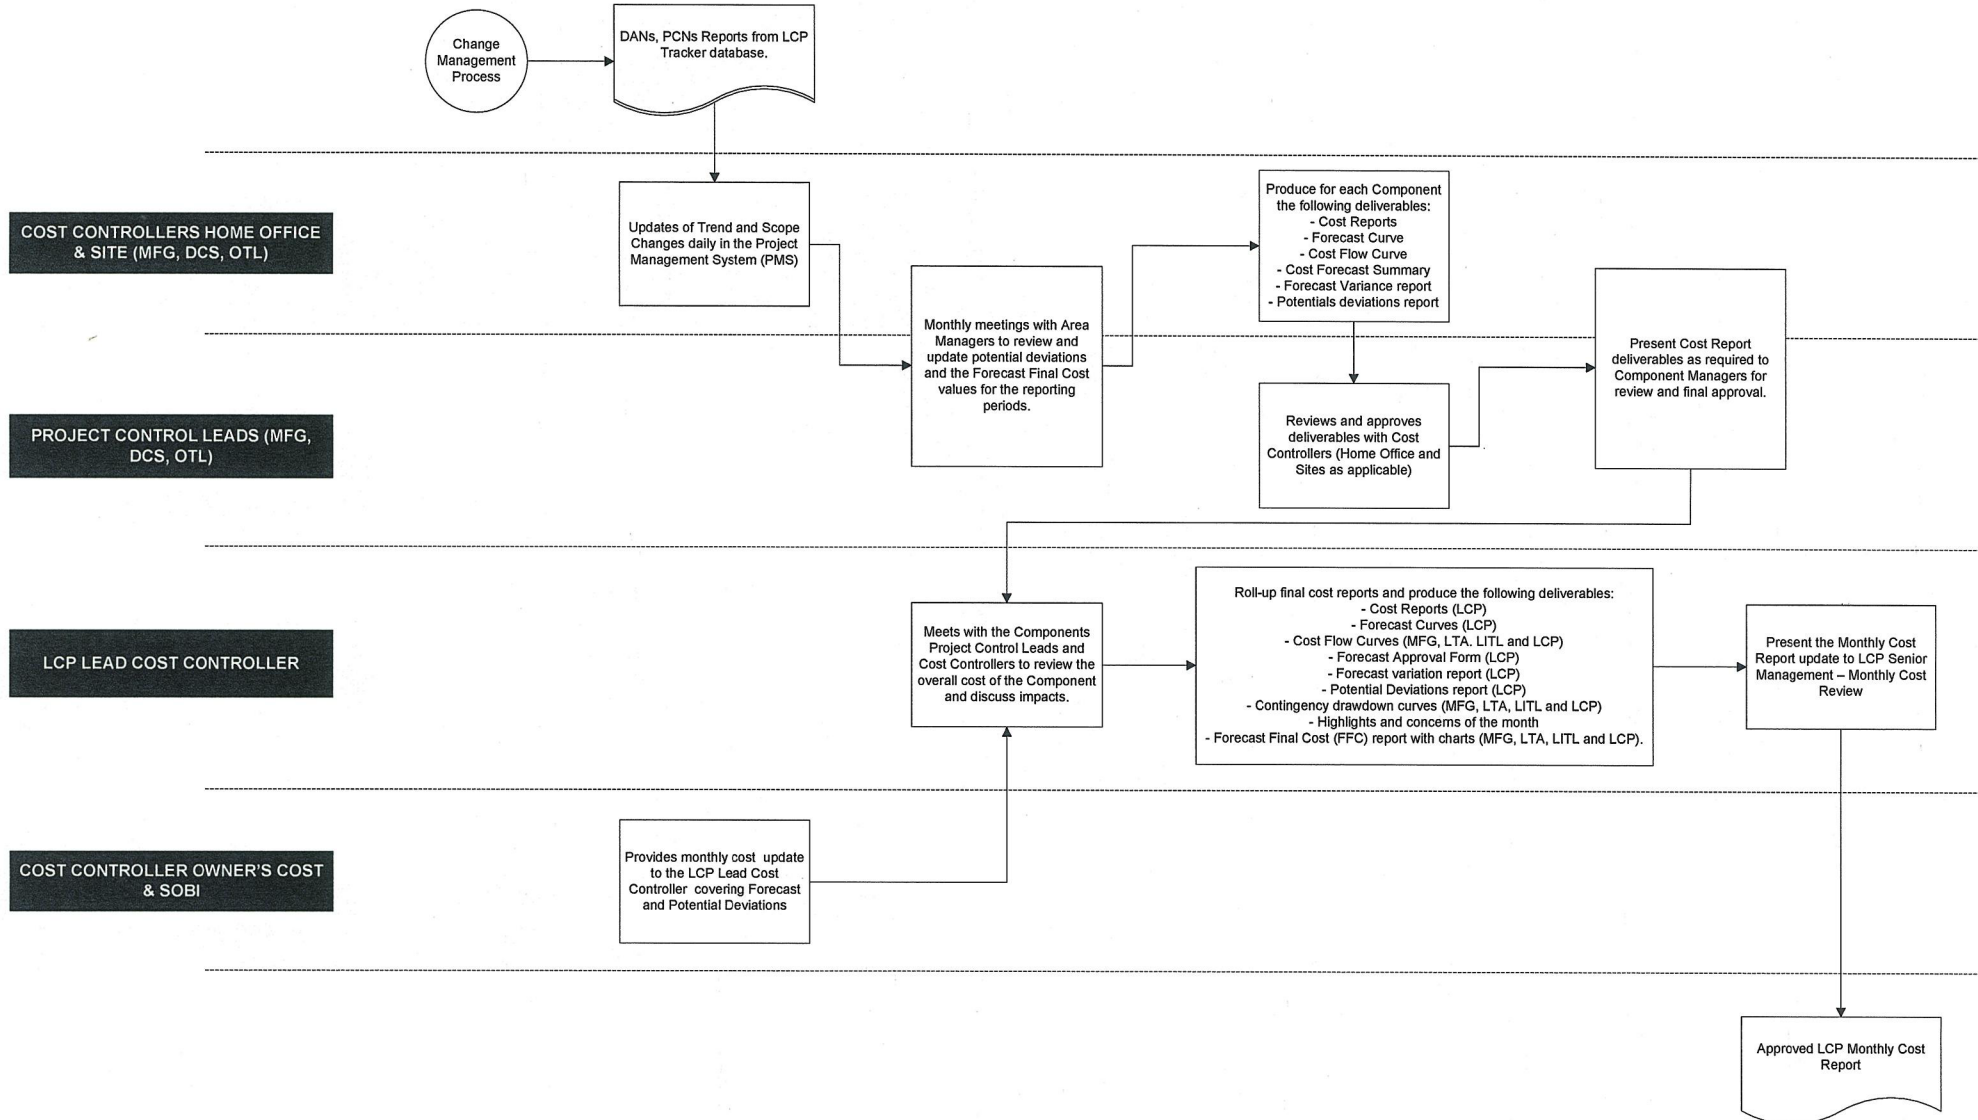 Change
Management
Process
DANs, PCNs Reports from LCP
Tracker database.
COST CONTROLLERS HOME OFFICE
& SITE (MFG, DCS, OTL)
Updates of Trend and Scope
Changes daily in the Project
Management System (PMS)
Monthly meetings with Area
Managers to review and
update potential deviations
and the Forecast Final Cost
values for the reporting
periods.
Produce for each Component
the following deliverables:
- Cost Reports
- Forecast Curve
- Cost Flow Curve
- Cost Forecast Summary
- Forecast Variance report
- Potentials deviations report
Present Cost Report
deliverables as required to
Component Managers for
review and final approval.
PROJECT CONTROL LEADS (MFG,
DCS, OTL)
Reviews and approves
deliverables with Cost
Controllers (Home Office and
Sites as applicable)
LCP LEAD COST CONTROLLER
Meets with the Components
Project Control Leads and
Cost Controllers to review the
overall cost of the Component
and discuss impacts.
Roll-up final cost reports and produce the following deliverables:
- Cost Reports (LCP)
- Forecast Curves (LCP)
- Cost Flow Curves (MFG, LTA. LITL and LCP)
- Forecast Approval Form (LCP)
- Forecast variation report (LCP)
- Potential Deviations report (LCP)
- Contingency drawdown curves (MFG, LTA, LITL and LCP)
- Highlights and concerns of the month
- Forecast Final Cost (FFC) report with charts (MFG, LTA, LITL and LCP).
Present the Monthly Cost
Report update to LCP Senior
Management – Monthly Cost
Review
COST CONTROLLER OWNER'S COST
& SOBI
Provides monthly cost update
to the LCP Lead Cost
Controller covering Forecast
and Potential Deviations
Approved LCP Monthly Cost
Report